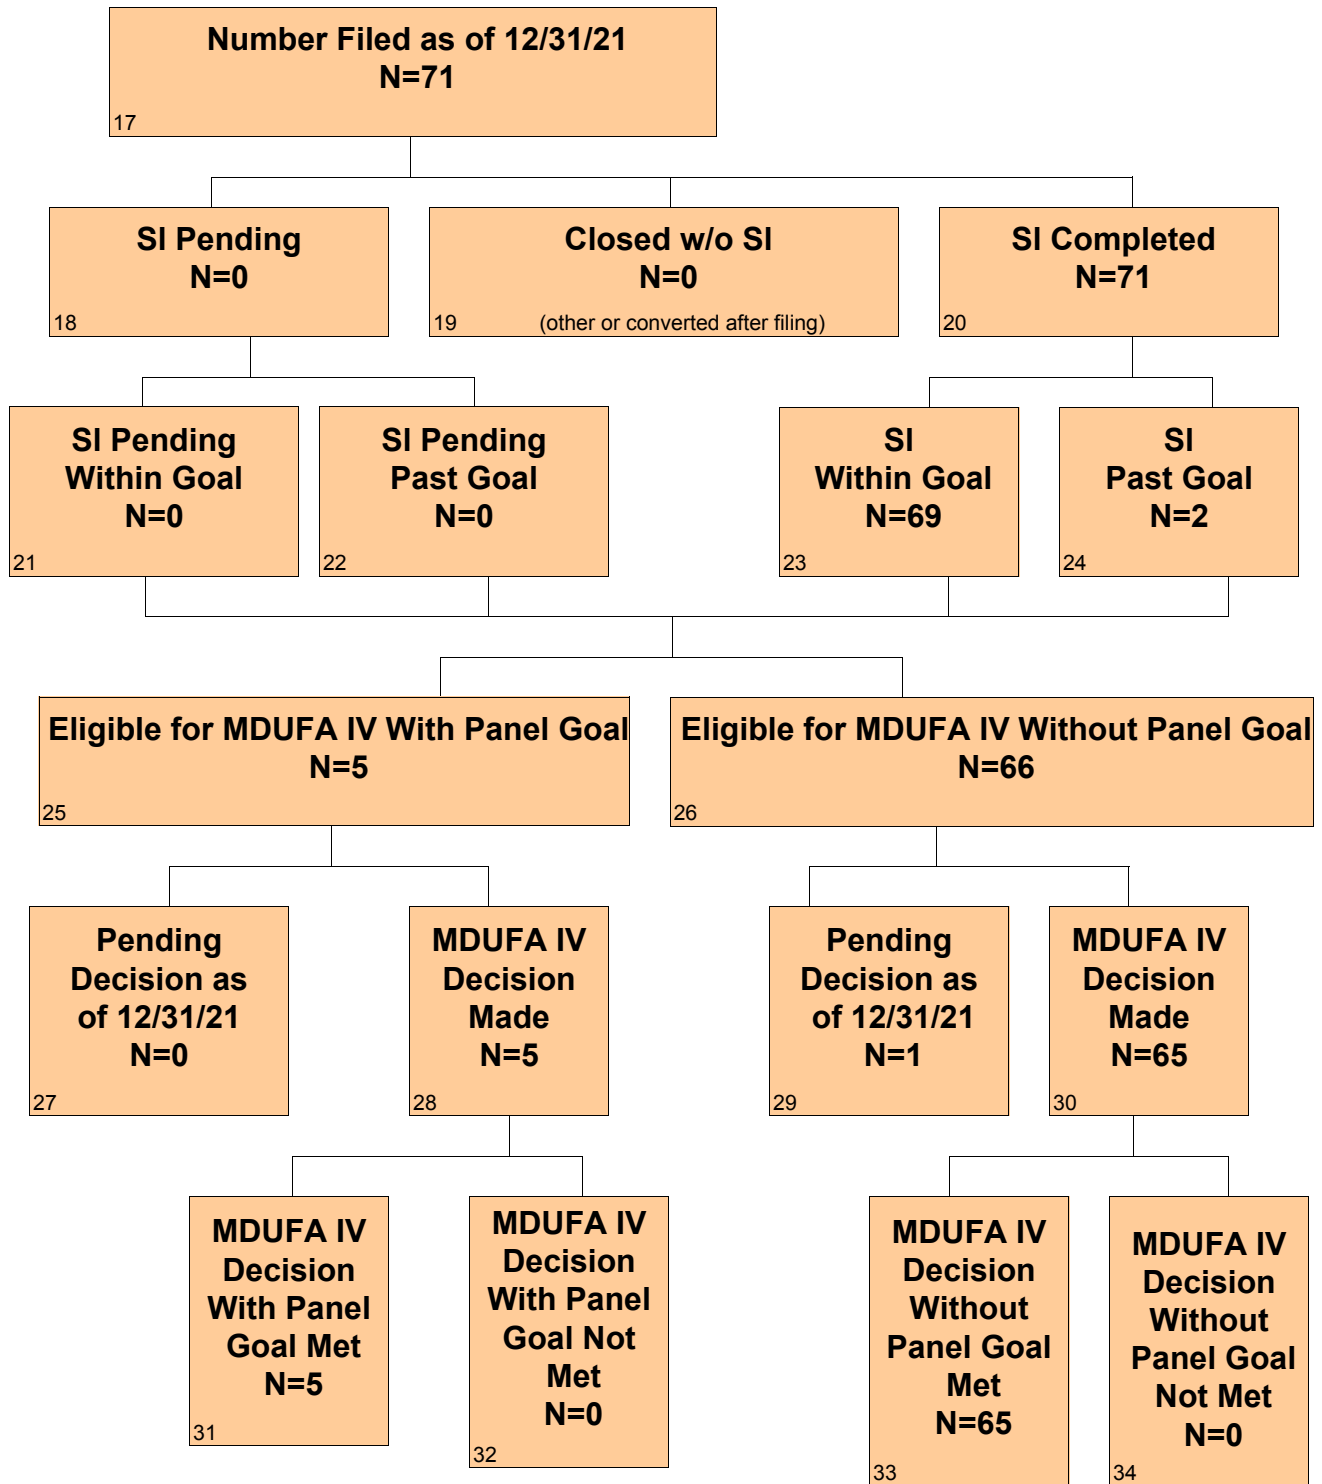 Number Filed as of 12/31/21
N=71
17
SI Pending
N=0
18
Closed w/o SI
N=0
19
(other or converted after filing)
SI Completed
N=71
20
SI Pending
Within Goal
N=0
21
SI Pending
Past Goal
N=0
22
SI
Within Goal
N=69
23
SI
Past Goal
N=2
24
Eligible for MDUFA IV With Panel Goal
N=5
25
Eligible for MDUFA IV Without Panel Goal
N=66
26
Pending
Decision as
of 12/31/21
N=0
27
MDUFA IV
Decision
Made
N=5
28
Pending
Decision as
of 12/31/21
N=1
29
MDUFA IV
Decision
Made
N=65
30
MDUFA IV
Decision
With Panel
Goal Met
N=5
31
MDUFA IV
Decision
With Panel
Goal Not
Met
N=0
32
MDUFA IV
Decision
Without
Panel Goal
Met
N=65
33
MDUFA IV
Decision
Without
Panel Goal
Not Met
N=0
34